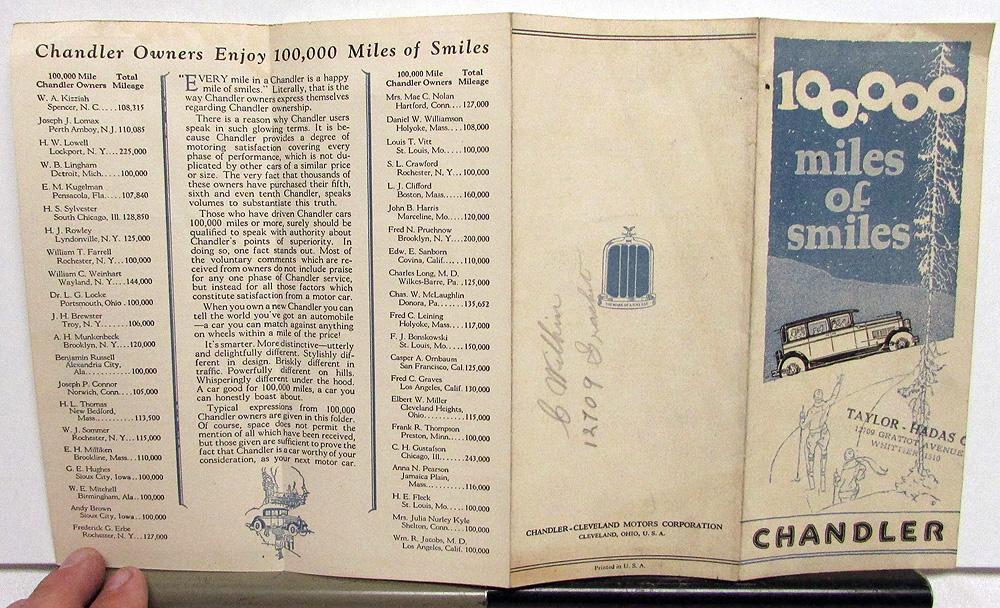 Chandler Owners Enjoy 100,000 Miles of Smiles
100,000 Mile Total
Chandler Owners Mileage
W. A. Kizziah
Spencer, N. C.....108,315
Joseph J. Lomax
Perth Amboy, N.J. 110,085
H. W. Lowell
Lockport, N. Y....225,000
W. B. Lingham
Detroit, Mich.....100,000
E. M. Kugelman
Pensacola, Fla....107,840
H. S. Sylvester
South Chicago, Ill. 128,850
H. J. Rowley
Lyndonville, N. Y. 125,000
William T. Farrell
Rochester, N. Y...100,000
William C. Weinhart
Wayland, N. Y....144,000
Dr. L. G. Locke
Portsmouth, Ohio . 100,000
J. H. Brewster
Troy, N. Y.......106,000
A. H. Munkenbeck
Brooklyn, N. Y....120,000
Benjamin Russell
Alexandria City,
Ala..........100,000
Joseph P. Connor
Norwich, Conn....105,000
H. L. Thomas
New Bedford,
Mass.........113,500
W. J. Sommer
Rochester, N. Y...115,000
E. H. Milliken
Brookline, Mass...110,000
G. E. Hughes
Sioux City, Iowa..100,000
W. E. Mitchell
Birmingham, Ala..100,000
Andy Brown
Sioux City, Iowa..100,000
Frederick G. Erbe
Rochester, N. Y...127,000
"EVERY mile in a Chandler is a happy
mile of smiles." Literally, that is the
way Chandler owners express themselves
regarding Chandler ownership.
There is a reason why Chandler users
speak in such glowing terms. It is be-
cause Chandler provides a degree of
motoring satisfaction covering every
phase of performance, which is not du-
plicated by other cars of a similar price
or size. The very fact that thousands of
these owners have purchased their fifth,
sixth and even tenth Chandler, speaks
volumes to substantiate this truth.
Those who have driven Chandler cars
100,000 miles or more, surely should be
qualified to speak with authority about
Chandler's points of superiority. In
doing so, one fact stands out. Most of
the voluntary comments which are re-
ceived from owners do not include praise
for any one phase of Chandler service,
but instead for all those factors which
constitute satisfaction from a motor car.
When you own a new Chandler you can
tell the world you've got an automobile
—a car you can match against anything
on wheels within a mile of the price!
It's smarter. More distinctive—utterly
and delightfully different. Stylishly dif-
ferent in design. Briskly different in
traffic. Powerfully different on hills.
Whisperingly different under the hood.
A car good for 100,000 miles, a car you
can honestly boast about.
Typical expressions from 100,000
Chandler owners are given in this folder.
Of course, space does not permit the
mention of all which have been received,
but those given are sufficient to prove the
fact that Chandler is a car worthy of your
consideration, as your next motor car.
100,000 Mile Total
Chandler Owners Mileage
Mrs. Mae C. Nolan
Hartford, Conn....127,000
Daniel W. Williamson
Holyoke, Mass....108,000
Louis T. Vitt
St. Louis, Mo.....100,000
S. L. Crawford
Rochester, N. Y...100,000
L. J. Clifford
Boston, Mass.....160,000
John B. Harris
Marceline, Mo....120,000
Fred N. Pruehnow
Brooklyn, N. Y....200,000
Edw. E. Sanborn
Covina, Calif.....110,000
Charles Long, M. D.
Wilkes-Barre, Pa..125,000
Chas. W. McLaughlin
Donora, Pa.......135,652
Fred C. Leining
Holyoke, Mass....117,000
F. J. Bonskowski
St. Louis, Mo.....150,000
Casper A. Ornbaum
San Francisco, Cal.125,000
Fred C. Graves
Los Angeles, Calif. 130,000
Elbert W. Miller
Cleveland Heights,
Ohio..........115,000
Frank R. Thompson
Preston, Minn....100,000
C. H. Gustafson
Chicago, Ill.......243,000
Anna N. Pearson
Jamaica Plain,
Mass.........116,000
H. E. Fleck
St. Louis, Mo.....100,000
Mrs. Julia Nurley Kyle
Shelton, Conn....100,000
Wm. R. Jacobs, M. D.
Los Angeles, Calif. 100,000
12709
CHANDLER-CLEVELAND MOTORS CORPORATION
CLEVELAND, OHIO, U. S. A.
Printed in U. S. A.
100,000
miles
of
smiles
TAYLOR-HADAS C
12709 GRATIOT AVENUE
WHITTIER 1510
CHANDLER